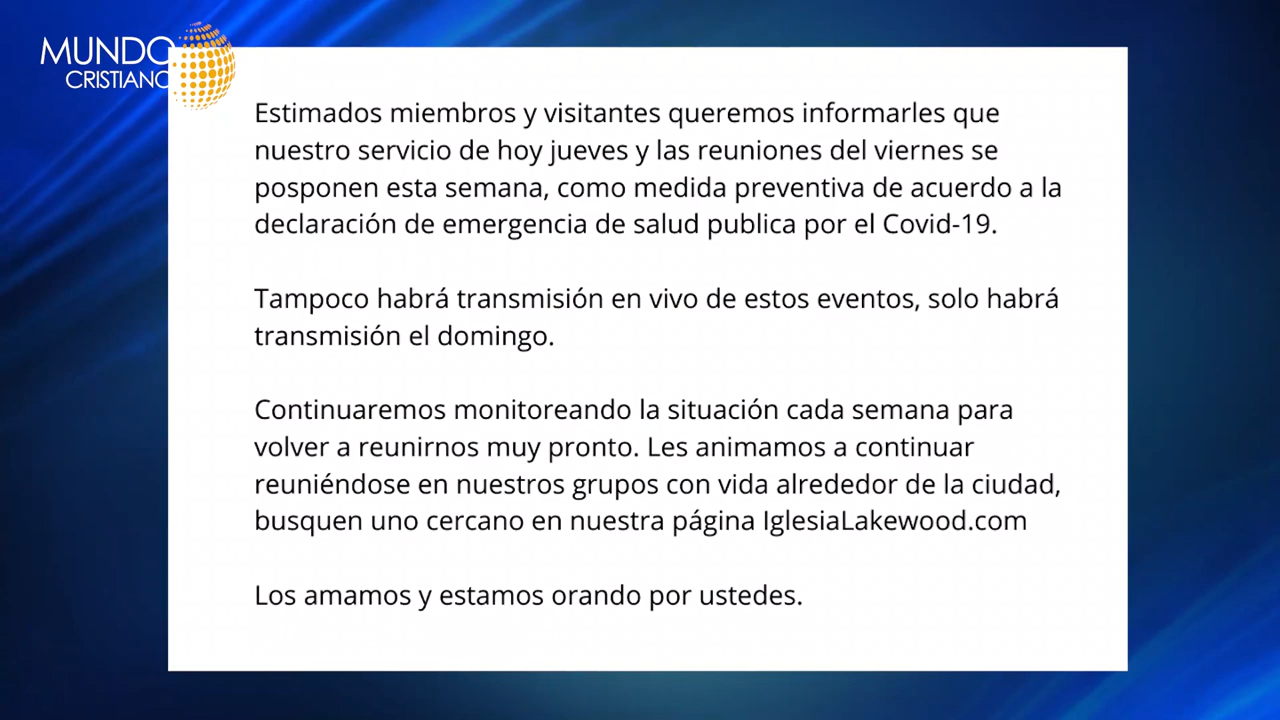 MUNDO
CRISTIANO
Estimados miembros y visitantes queremos informarles que
nuestro servicio de hoy jueves y las reuniones del viernes se
posponen esta semana, como medida preventiva de acuerdo a la
declaración de emergencia de salud publica por el Covid-19.
Tampoco habrá transmisión en vivo de estos eventos, solo habrá
transmisión el domingo.
Continuaremos monitoreando la situación cada semana para
volver a reunirnos muy pronto. Les animamos a continuar
reuniéndose en nuestros grupos con vida alrededor de la ciudad,
busquen uno cercano en nuestra página IglesiaLakewood.com
Los amamos y estamos orando por ustedes.